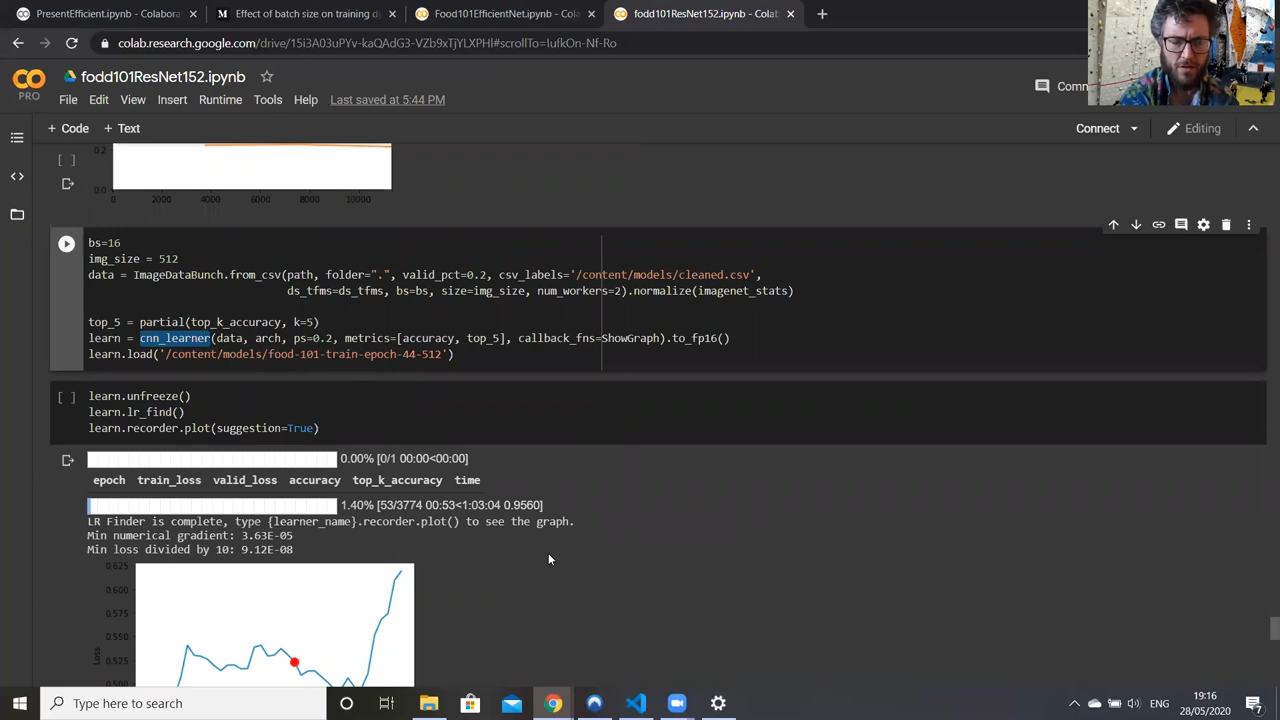 PresentEfficient.ipynb - Colabora
Effect of batch size on training dy
Food101EfficientNet.ipynb - Cola
fodd101ResNet152.ipynb - Colab
colab.research.google.com/drive/15i3A03uPYv-kaQAdG3-VZb9xTjYLXPHl#scrollTo=IufkOn-Nf-Ro
CO
PRO
fodd101ResNet152.ipynb
File Edit View Insert Runtime Tools Help Last saved at 5:44 PM
Comm
+ Code + Text
Connect
Editing
0.2
[ ]
0.0
0 2000 4000 6000 8000 10000
bs=16
img_size = 512
data = ImageDataBunch.from_csv(path, folder=".", valid_pct=0.2, csv_labels='/content/models/cleaned.csv',
ds_tfms=ds_tfms, bs=bs, size=img_size, num_workers=2).normalize(imagenet_stats)
top_5 = partial(top_k_accuracy, k=5)
learn = cnn_learner(data, arch, ps=0.2, metrics=[accuracy, top_5], callback_fns=ShowGraph).to_fp16()
learn.load('/content/models/food-101-train-epoch-44-512')
[ ] learn.unfreeze()
learn.lr_find()
learn.recorder.plot(suggestion=True)
0.00% [0/1 00:00<00:00]
epoch train_loss valid_loss accuracy top_k_accuracy time
1.40% [53/3774 00:53<1:03:04 0.9560]
LR Finder is complete, type {learner_name}.recorder.plot() to see the graph.
Min numerical gradient: 3.63E-05
Min loss divided by 10: 9.12E-08
0.625
0.600
0.575
0.550
0.525
0.500
Loss
Type here to search
ENG
19:16
28/05/2020
7